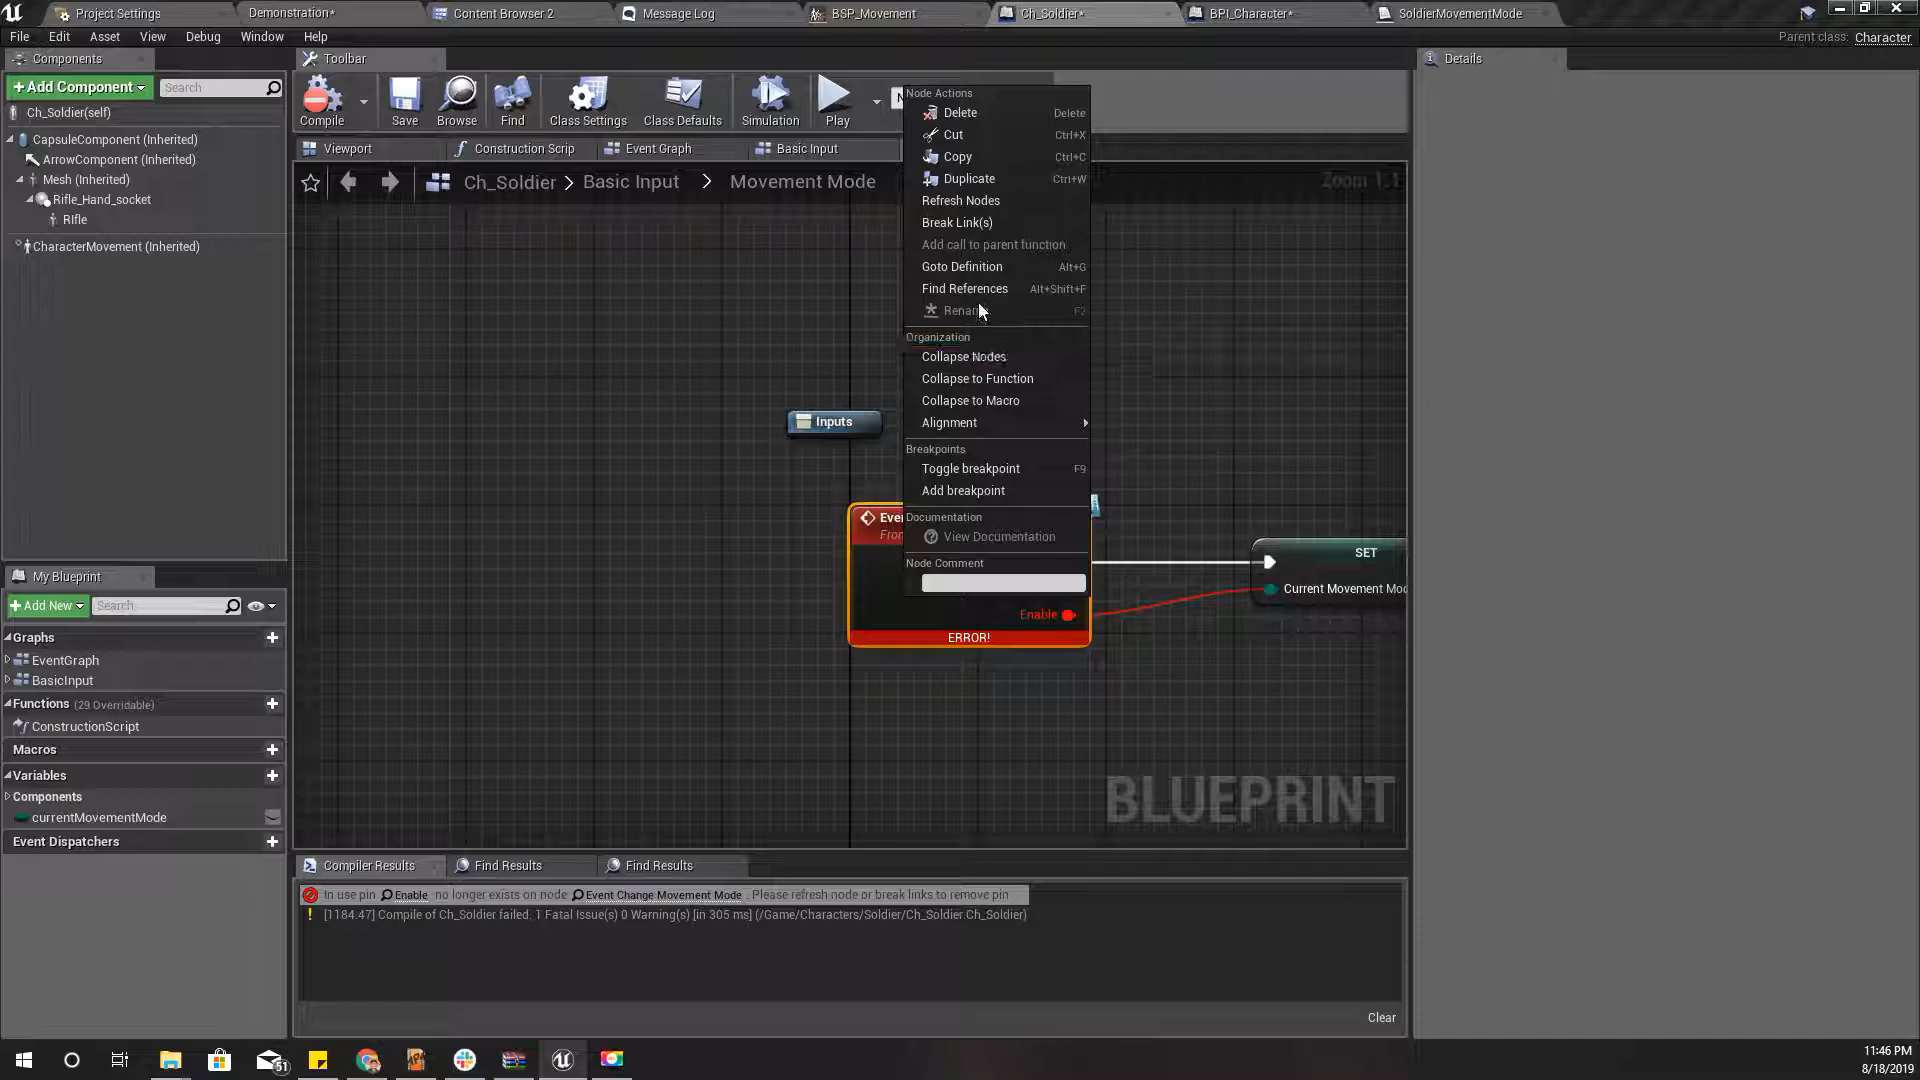 Project Settings
Demonstration*
Content Browser 2
Message Log
BSP_Movement
Ch_Soldier*
BPI_Character*
SoldierMovementMode
File Edit Asset View Debug Window Help
Parent class: Character
Components
Toolbar
Details
+Add Component
Search
Compile
Save
Browse
Find
Class Settings
Class Defaults
Simulation
Play
Ch_Soldier(self)
CapsuleComponent (Inherited)
ArrowComponent (Inherited)
Mesh (Inherited)
Rifle_Hand_socket
RIfle
CharacterMovement (Inherited)
Viewport
Construction Scrip
Event Graph
Basic Input
Ch_Soldier > Basic Input > Movement Mode
Zoom 1:1
Node Actions
Delete Delete
Cut Ctrl+X
Copy Ctrl+C
Duplicate Ctrl+W
Refresh Nodes
Break Link(s)
Add call to parent function
Goto Definition Alt+G
Find References Alt+Shift+F
F2
Organization
Collapse Nodes
Collapse to Function
Collapse to Macro
Alignment
Breakpoints
Toggle breakpoint F9
Add breakpoint
Documentation
View Documentation
Node Comment
Inputs
Enable
ERROR!
SET
Current Movement Mod
BLUEPRINT
My Blueprint
+Add New
Search
Graphs
EventGraph
BasicInput
Functions (29 Overridable)
ConstructionScript
Macros
Variables
Components
currentMovementMode
Event Dispatchers
Compiler Results
Find Results
Find Results
In use pin Enable no longer exists on node Event Change Movement Mode . Please refresh node or break links to remove pin
! [1184.47] Compile of Ch_Soldier failed. 1 Fatal Issue(s) 0 Warning(s) [in 305 ms] (/Game/Characters/Soldier/Ch_Soldier.Ch_Soldier)
Clear
51
11:46 PM
8/18/2019